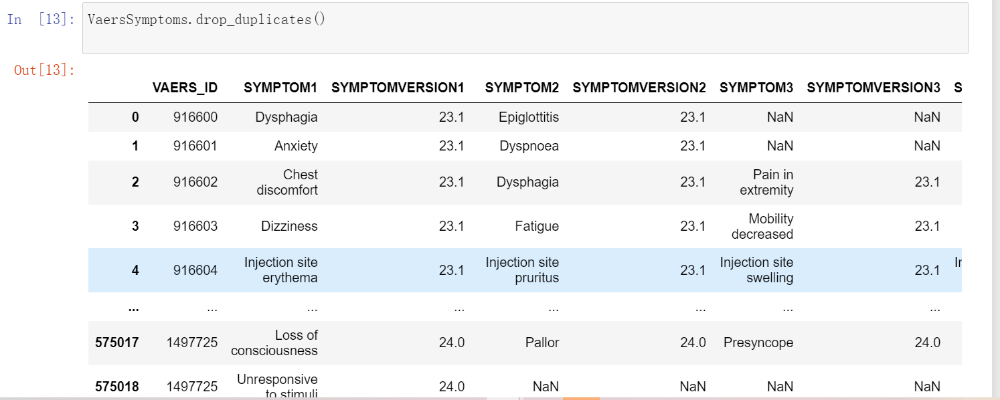 In [13]: VaersSymptoms.drop_duplicates()
Out[13]:
VAERS_ID SYMPTOM1 SYMPTOMVERSION1 SYMPTOM2 SYMPTOMVERSION2 SYMPTOM3 SYMPTOMVERSION3 S
0 916600 Dysphagia 23.1 Epiglottitis 23.1 NaN NaN
1 916601 Anxiety 23.1 Dyspnoea 23.1 NaN NaN
2 916602 Chest discomfort 23.1 Dysphagia 23.1 Pain in extremity 23.1
3 916603 Dizziness 23.1 Fatigue 23.1 Mobility decreased 23.1
4 916604 Injection site erythema 23.1 Injection site pruritus 23.1 Injection site swelling 23.1
... ... ... ... ... ... ... ...
575017 1497725 Loss of consciousness 24.0 Pallor 24.0 Presyncope 24.0
575018 1497725 Unresponsive to stimuli 24.0 NaN NaN NaN NaN